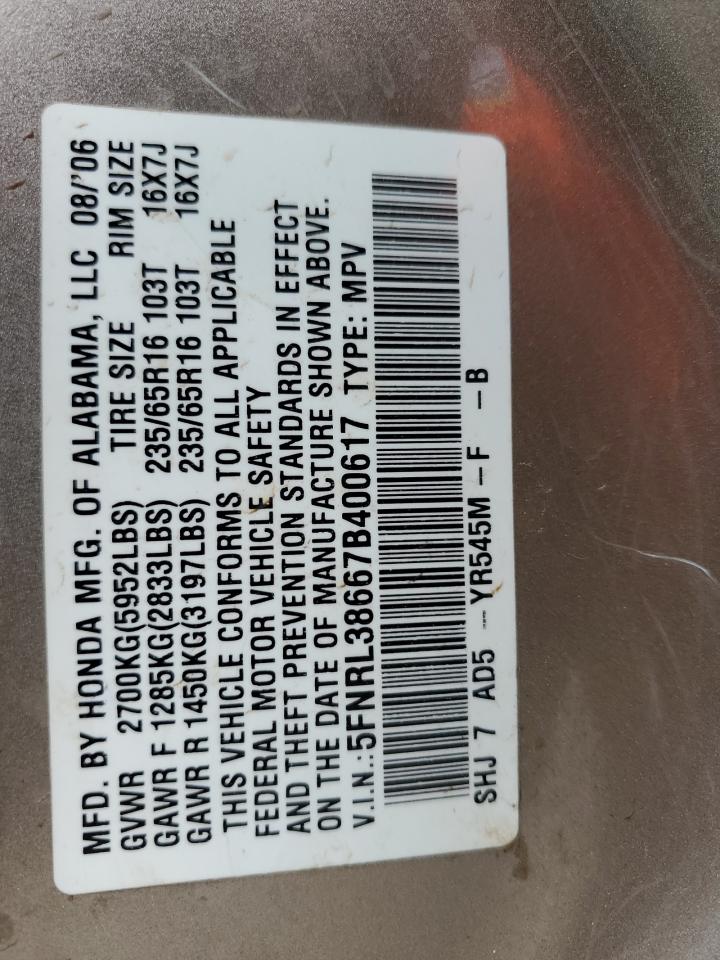 MFD. BY HONDA MFG. OF ALABAMA, LLC 08/'06
GVWR 2700KG(5952LBS) TIRE SIZE RIM SIZE
GAWR F 1285KG(2833LBS) 235/65R16 103T 16X7J
GAWR R 1450KG(3197LBS) 235/65R16 103T 16X7J
THIS VEHICLE CONFORMS TO ALL APPLICABLE
FEDERAL MOTOR VEHICLE SAFETY
AND THEFT PREVENTION STANDARDS IN EFFECT
ON THE DATE OF MANUFACTURE SHOWN ABOVE.
V.I.N.:5FNRL38667B400617 TYPE: MPV
SHJ 7 AD5 -- YR545M - F - B